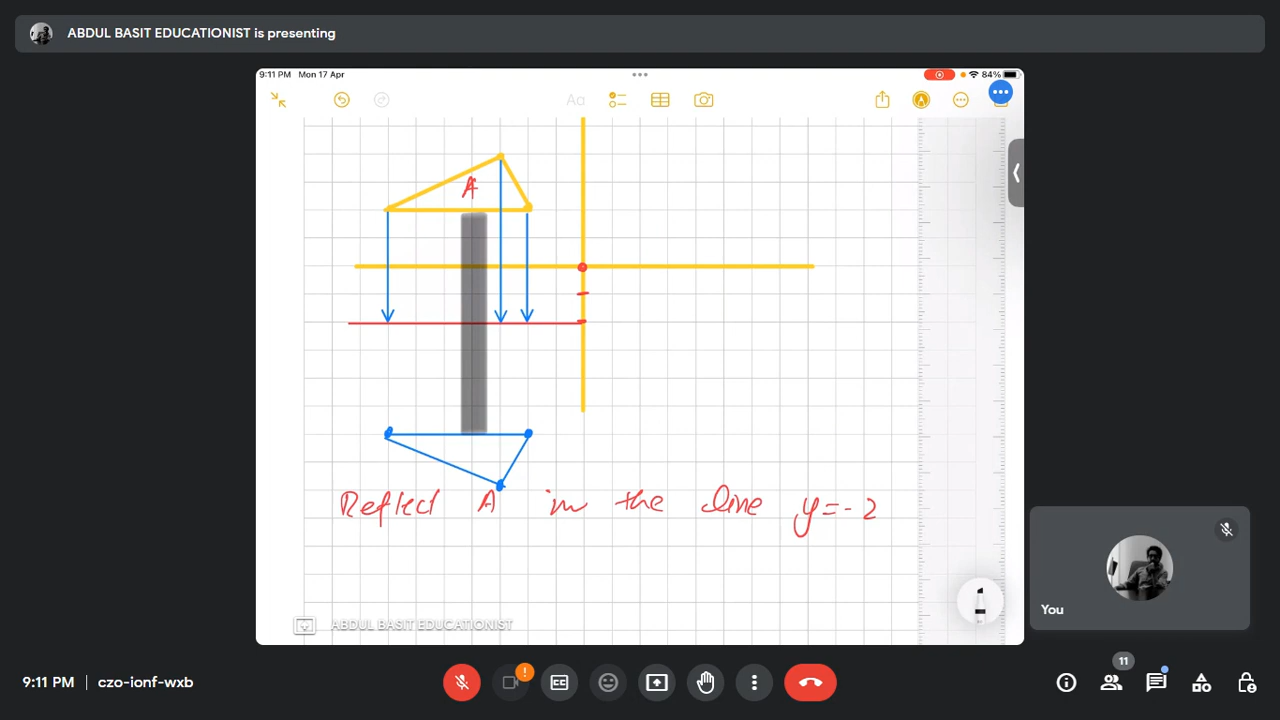 ABDUL BASIT EDUCATIONIST is presenting
9:11 PM Mon 17 Apr
84%
Aa
A
Reflect A in the line y=-2
ABDUL BASIT EDUCATIONIST
You
9:11 PM | czo-ionf-wxb
11